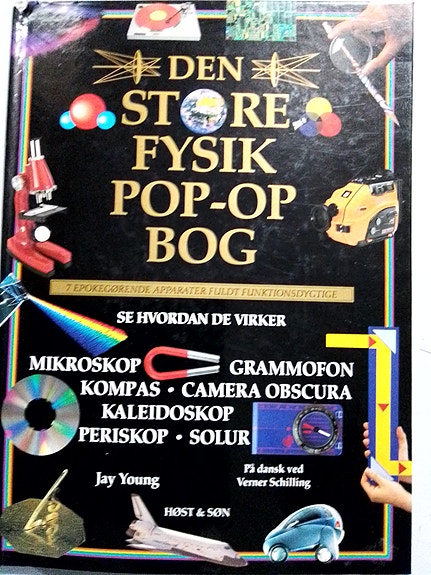 DEN
STORE
FYSIK
POP-OP
BOG
7 EPOKEGØRENDE APPARATER FULDT FUNKTIONSDYGTIGE
SE HVORDAN DE VIRKER
MIKROSKOP GRAMMOFON
KOMPAS • CAMERA OBSCURA
KALEIDOSKOP
PERISKOP • SOLUR
Jay Young
På dansk ved
Verner Schilling
HØST & SØN